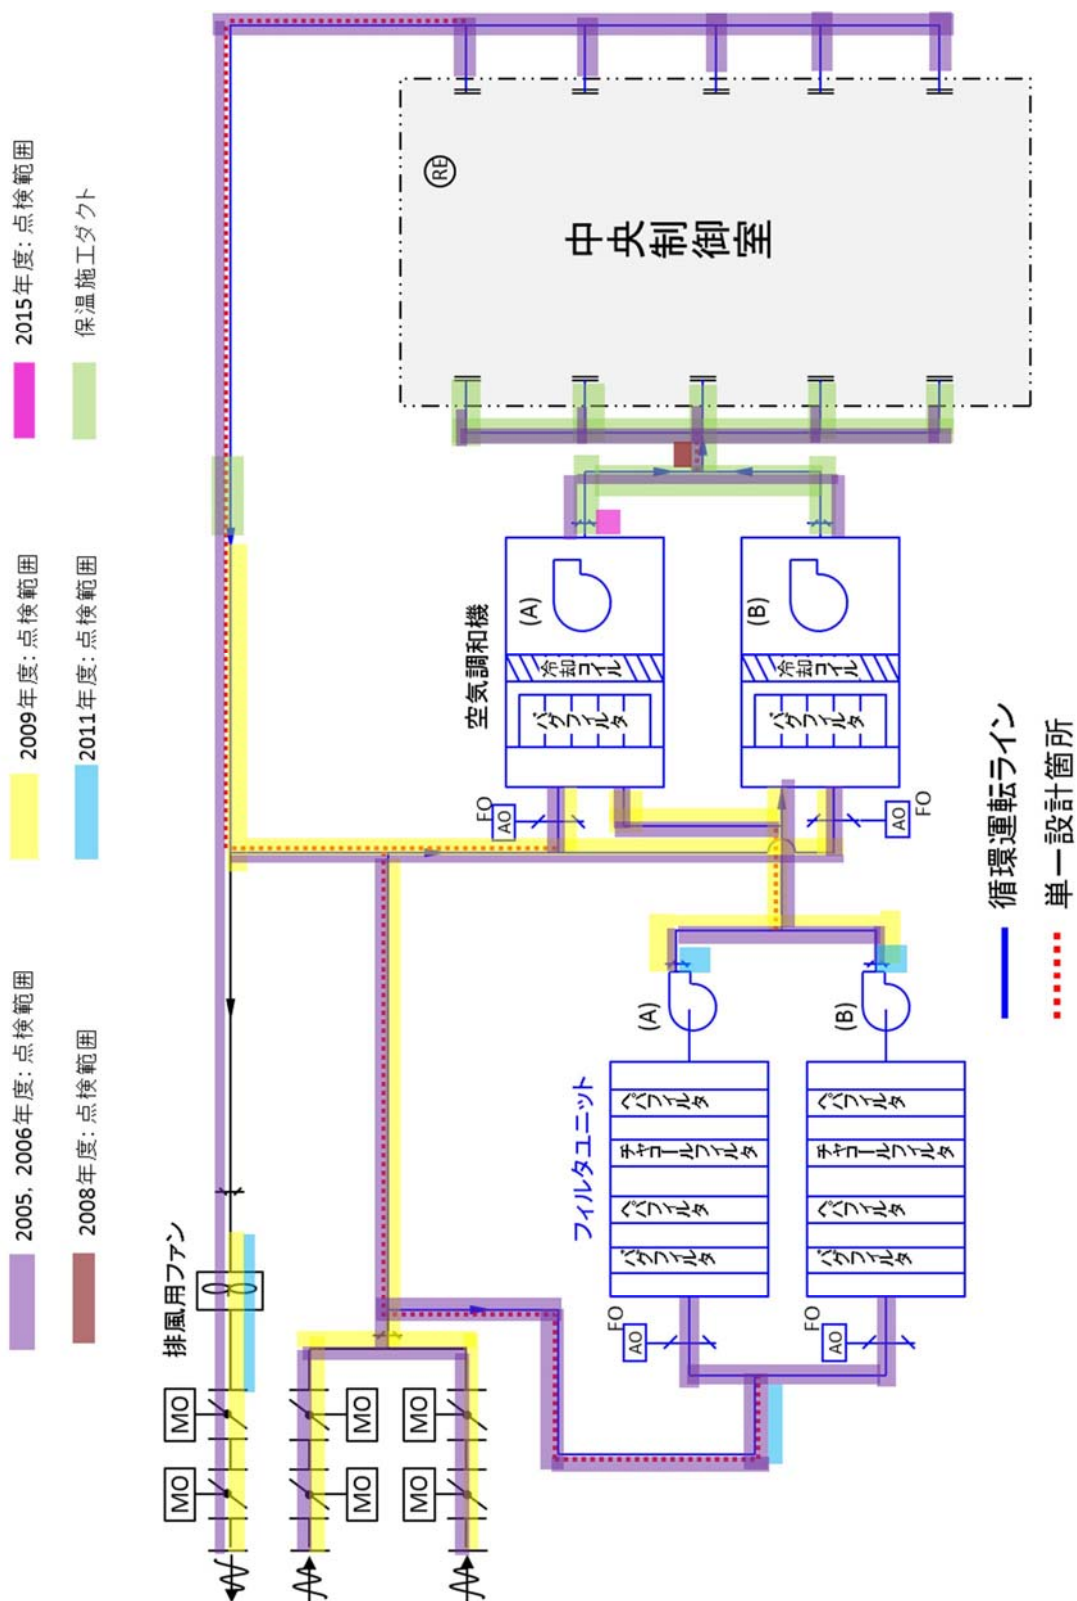 2005, 2006年度: 点検範囲
2009年度: 点検範囲
2015年度: 点検範囲
2008年度: 点検範囲
2011年度: 点検範囲
保温施工ダクト
排風用ファン
MO
MO
MO
MO
MO
MO
空気調和機
FO
AO
バグフィルタ
冷却コイル
(A)
バグフィルタ
冷却コイル
(B)
AO
FO
RE
中央制御室
フィルタユニット
FO
AO
バグフィルタ
ヘパフィルタ
チャコールフィルタ
ヘパフィルタ
(A)
FO
AO
バグフィルタ
ヘパフィルタ
チャコールフィルタ
ヘパフィルタ
(B)
循環運転ライン
単一設計箇所